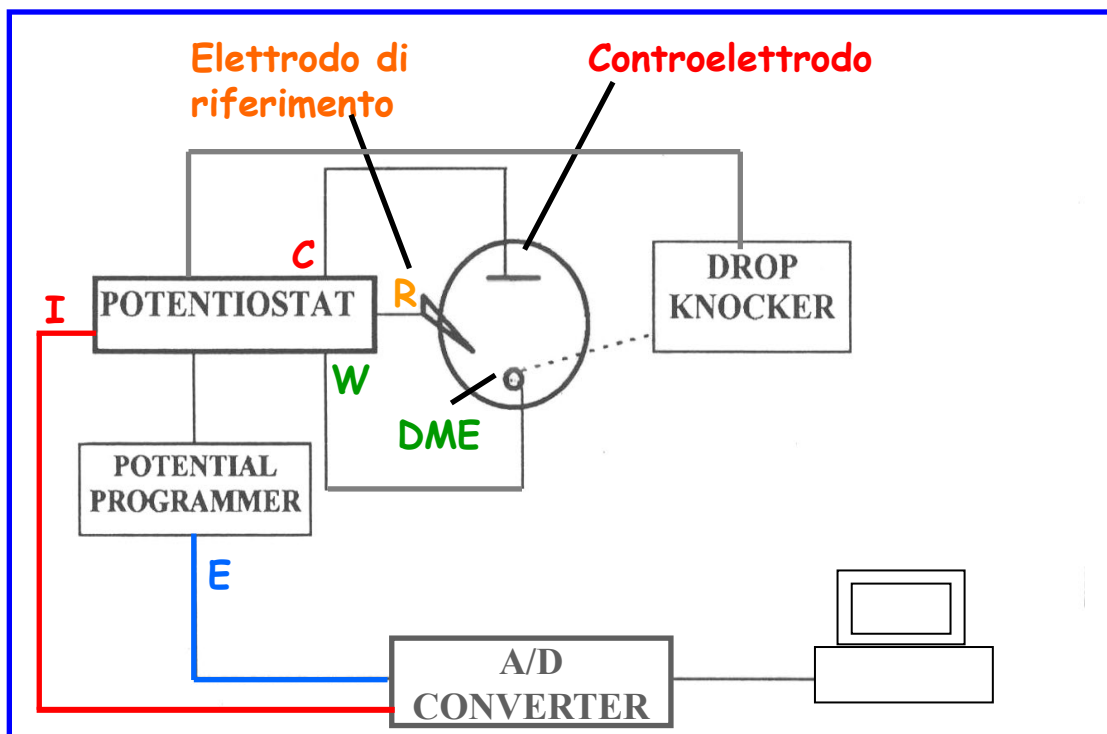 Elettrodo di
riferimento
Controelettrodo
C
DROP
KNOCKER
I
POTENTIOSTAT
R
W
DME
POTENTIAL
PROGRAMMER
E
A/D
CONVERTER